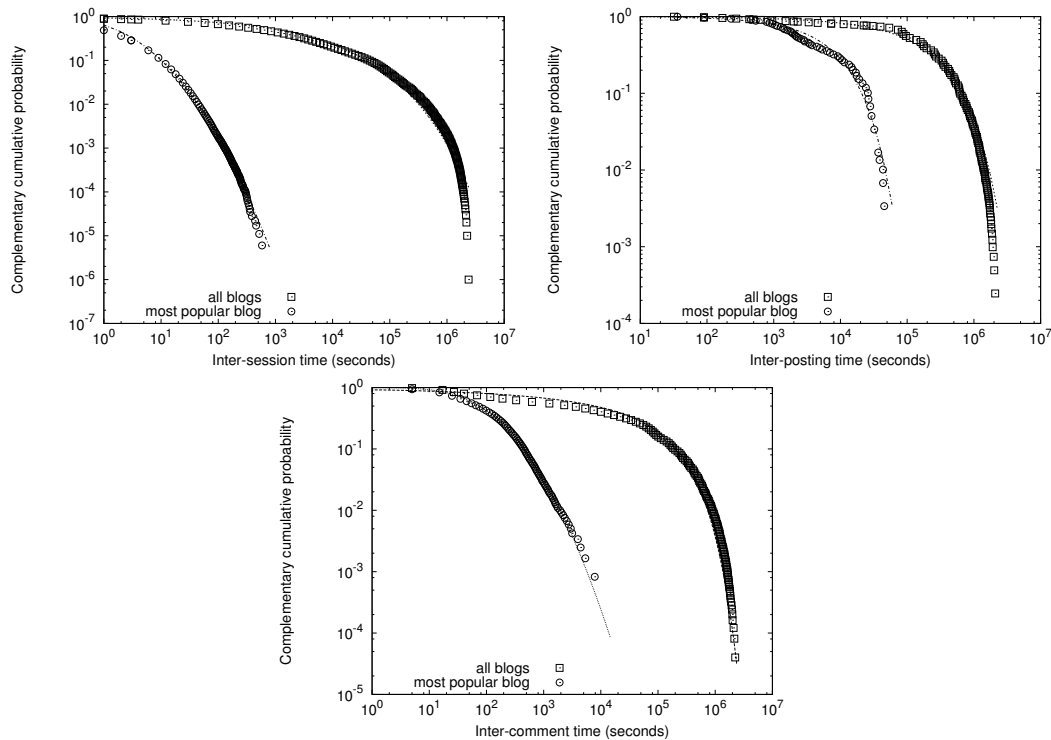 Complementary cumulative probability
10^0
10^-1
10^-2
10^-3
10^-4
10^-5
10^-6
10^-7
all blogs
most popular blog
10^0 10^1 10^2 10^3 10^4 10^5 10^6 10^7
Inter-session time (seconds)
Complementary cumulative probability
10^0
10^-1
10^-2
10^-3
10^-4
all blogs
most popular blog
10^1 10^2 10^3 10^4 10^5 10^6 10^7
Inter-posting time (seconds)
Complementary cumulative probability
10^0
10^-1
10^-2
10^-3
10^-4
10^-5
all blogs
most popular blog
10^0 10^1 10^2 10^3 10^4 10^5 10^6 10^7
Inter-comment time (seconds)